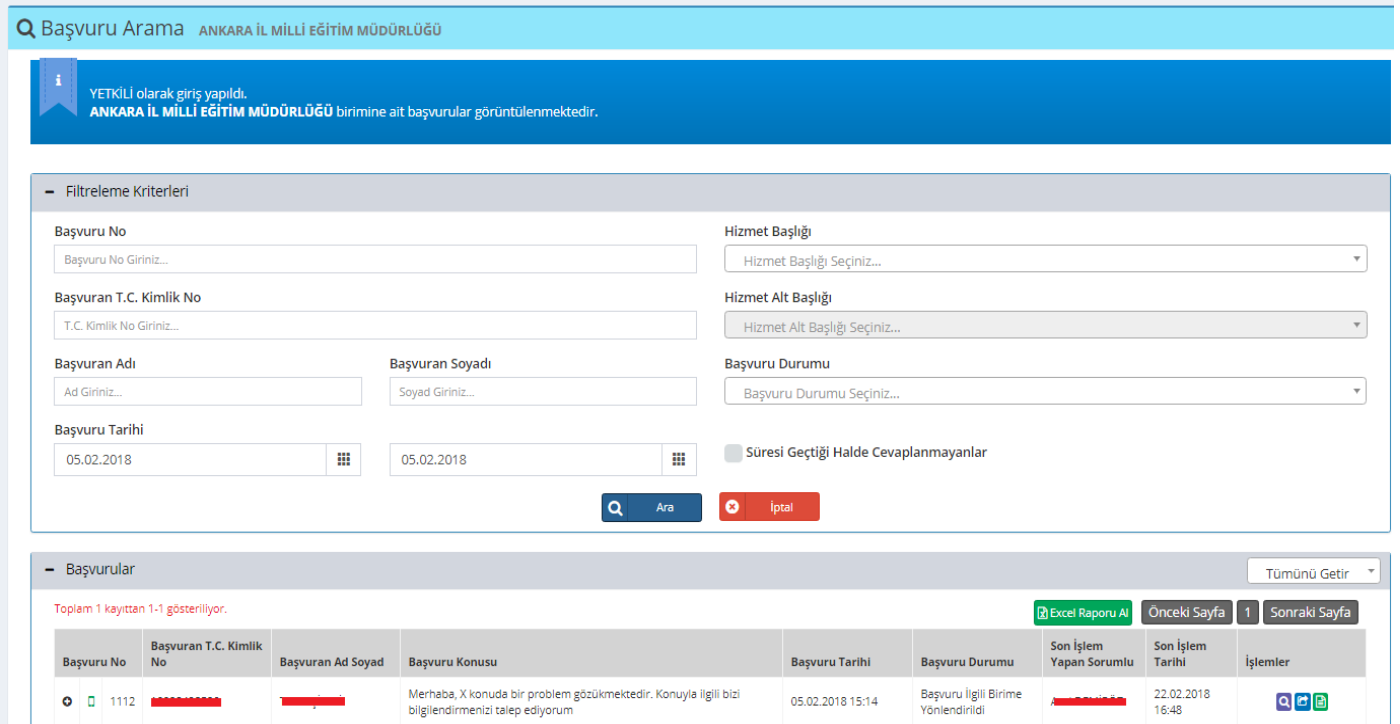 Başvuru Arama ANKARA İL MİLLİ EĞİTİM MÜDÜRLÜĞÜ
YETKİLİ olarak giriş yapıldı.
ANKARA İL MİLLİ EĞİTİM MÜDÜRLÜĞÜ birimine ait başvurular görüntülenmektedir.
Filtreleme Kriterleri
Başvuru No
Hizmet Başlığı
Başvuru No Giriniz...
Hizmet Başlığı Seçiniz...
Başvuran T.C. Kimlik No
Hizmet Alt Başlığı
T.C. Kimlik No Giriniz...
Hizmet Alt Başlığı Seçiniz...
Başvuran Adı
Başvuran Soyadı
Başvuru Durumu
Ad Giriniz...
Soyad Giriniz...
Başvuru Durumu Seçiniz...
Başvuru Tarihi
05.02.2018
05.02.2018
Süresi Geçtiği Halde Cevaplanmayanlar
Ara
İptal
Başvurular
Tümünü Getir
Toplam 1 kayıttan 1-1 gösteriliyor.
Excel Raporu Al
Önceki Sayfa
1
Sonraki Sayfa
Başvuru No
Başvuran T.C. Kimlik
No
Başvuran Ad Soyad
Başvuru Konusu
Başvuru Tarihi
Başvuru Durumu
Son İşlem
Yapan Sorumlu
Son İşlem
Tarihi
İşlemler
1112
Merhaba, X konuda bir problem gözükmektedir. Konuyla ilgili bizi
bilgilendirmenizi talep ediyorum
05.02.2018 15:14
Başvuru İlgili Birime
Yönlendirildi
22.02.2018
16:48